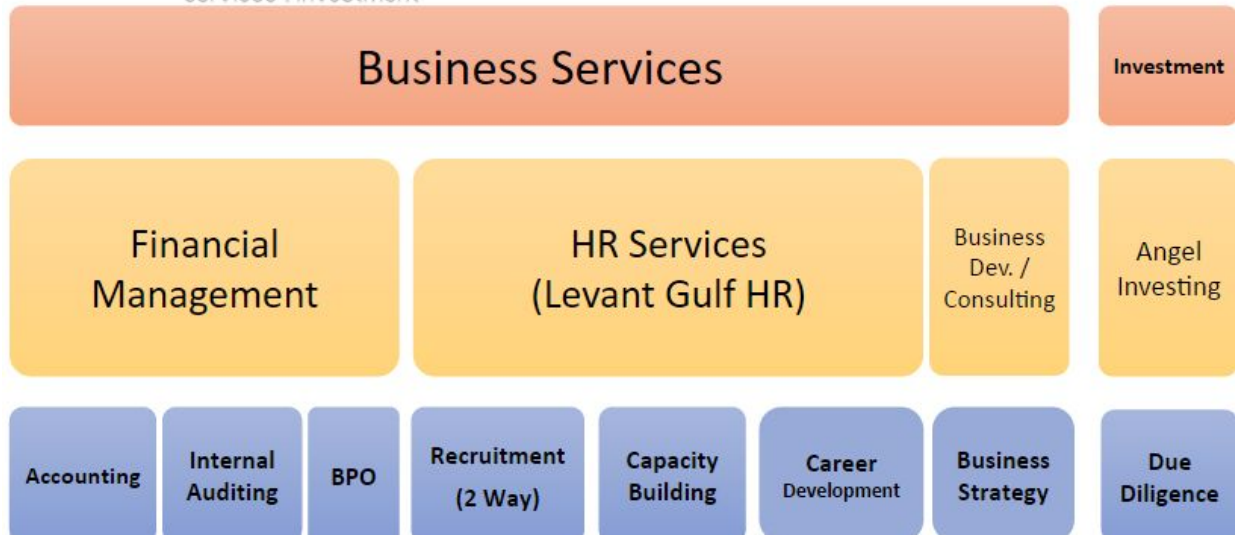 Business Services
Investment
Financial
Management
HR Services
(Levant Gulf HR)
Business
Dev. /
Consulting
Angel
Investing
Accounting
Internal
Auditing
BPO
Recruitment
(2 Way)
Capacity
Building
Career
Development
Business
Strategy
Due
Diligence